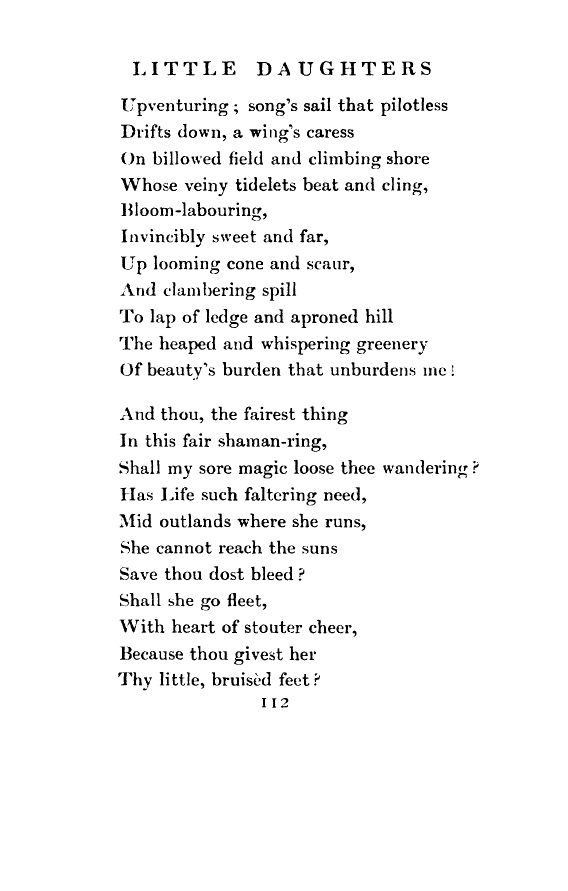 LITTLE DAUGHTERS
Upventuring ; song's sail that pilotless
Drifts down, a wing's caress
On billowed field and climbing shore
Whose veiny tidelets beat and cling,
Bloom-labouring,
Invincibly sweet and far,
Up looming cone and scaur,
And clambering spill
To lap of ledge and aproned hill
The heaped and whispering greenery
Of beauty's burden that unburdens me !
And thou, the fairest thing
In this fair shaman-ring,
Shall my sore magic loose thee wandering ?
Has Life such faltering need,
Mid outlands where she runs,
She cannot reach the suns
Save thou dost bleed ?
Shall she go fleet,
With heart of stouter cheer,
Because thou givest her
Thy little, bruisèd feet ?
112